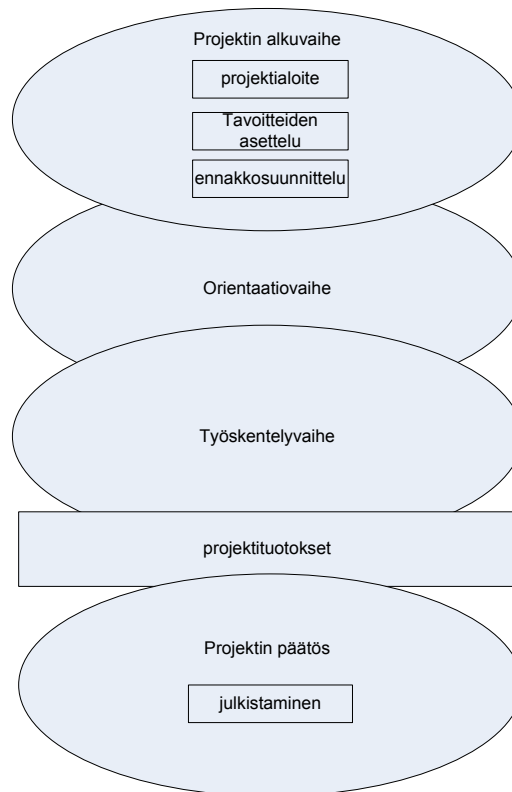 Projektin alkuvaihe
projektialoite
Tavoitteiden
asettelu
ennakkosuunnittelu
Orientaatiovaihe
Työskentelyvaihe
projektituotokset
Projektin päätös
julkistaminen